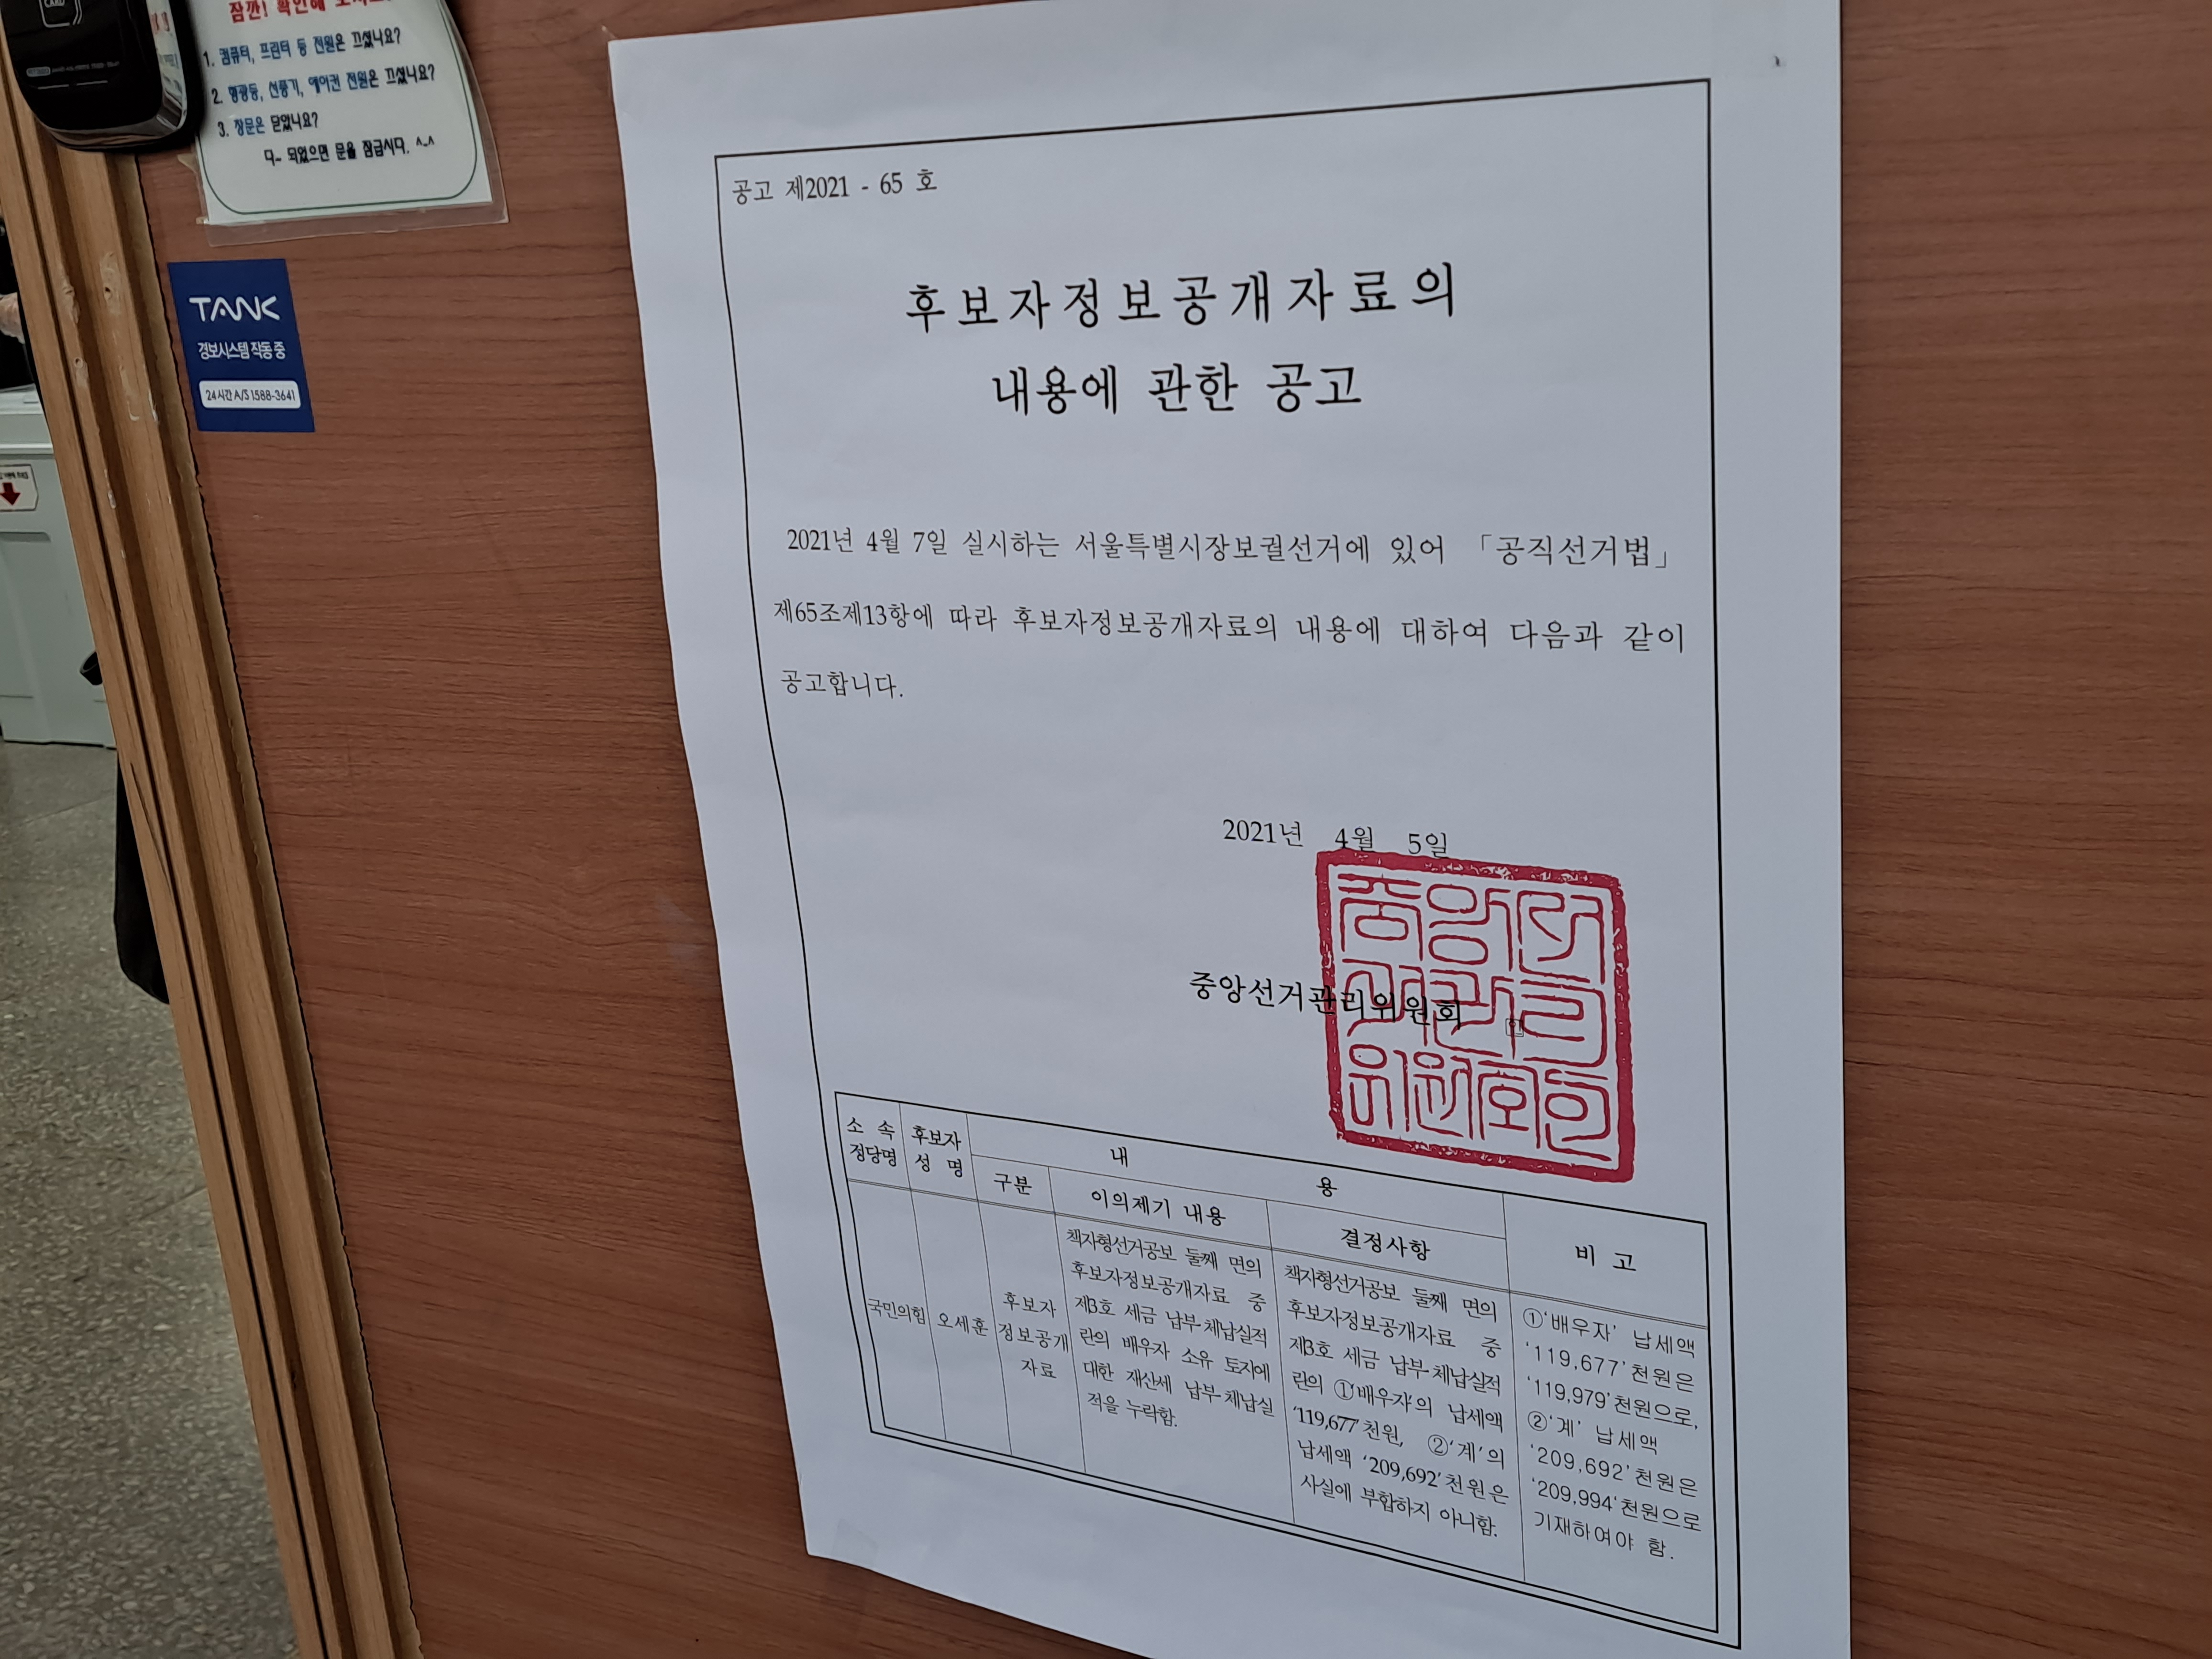 CARD
잠깐! 확인해
1. 컴퓨터, 프린터 등 전원은 끄셨나요?
2. 형광등, 선풍기, 에어컨 전원은 끄셨나요?
3. 창문은 닫았나요?
다~ 되었으면 문을 잠급시다. ^_^
TANK
경보시스템 작동 중
24시간 A/S 1588-3641
공고 제2021 - 65 호
후보자정보공개자료의
내용에 관한 공고
2021년 4월 7일 실시하는 서울특별시장보궐선거에 있어 「공직선거법」
제65조제13항에 따라 후보자정보공개자료의 내용에 대하여 다음과 같이
공고합니다.
2021년 4월 5일
중앙선거관리위원회
중앙선
거관리
위원회인
소 속
정당명
후보자
성 명
내 용
구분
이의제기 내용
결정사항
비 고
국민의힘
오세훈
후보자
정보공개
자료
책자형선거공보 둘째 면의
후보자정보공개자료 중
제3호 세금 납부·체납실적
란의 배우자 소유 토지에
대한 재산세 납부·체납실
적을 누락함.
책자형선거공보 둘째 면의
후보자정보공개자료 중
제3호 세금 납부·체납실적
란의 ①'배우자'의 납세액
'119,677'천원, ②'계'의
납세액 '209,692'천원은
사실에 부합하지 아니함.
①'배우자' 납세액
'119,677'천원은
'119,979'천원으로,
②'계' 납세액
'209,692'천원은
'209,994'천원으로
기재하여야 함.